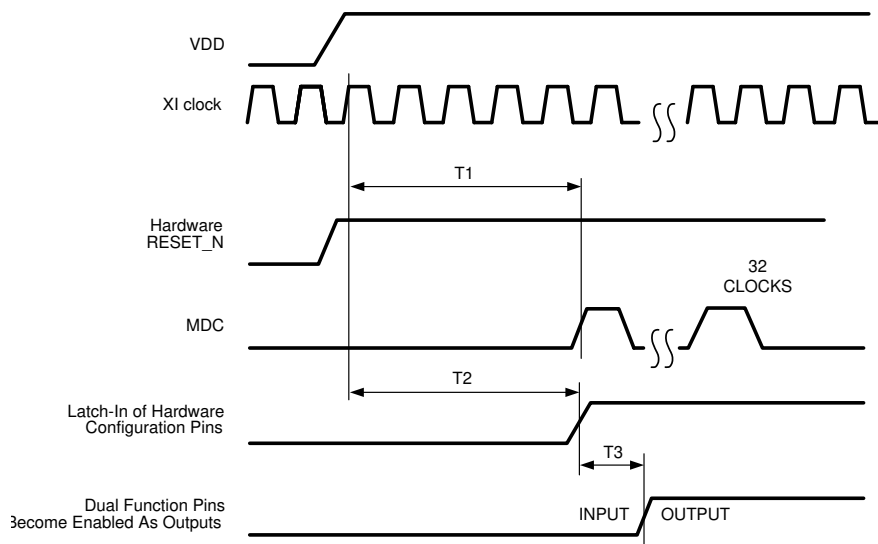 VDD
XI clock
T1
Hardware
RESET_N
32
CLOCKS
MDC
T2
Latch-In of Hardware
Configuration Pins
T3
Dual Function Pins
Become Enabled As Outputs
INPUT
OUTPUT